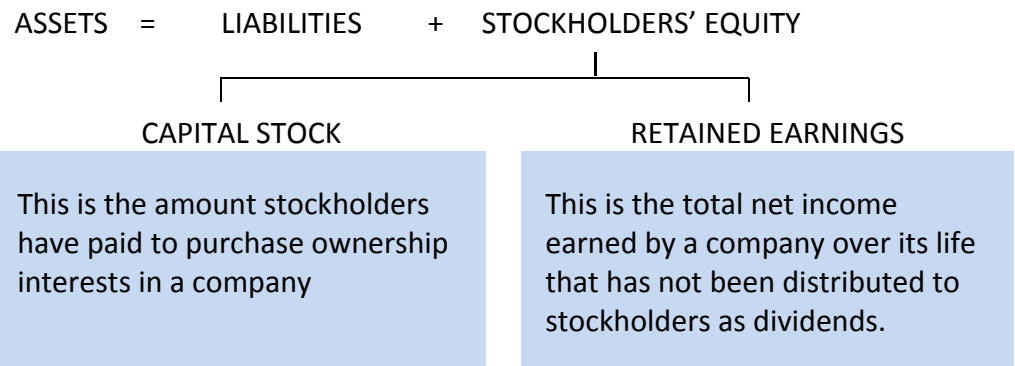 ASSETS = LIABILITIES + STOCKHOLDERS’ EQUITY
CAPITAL STOCK RETAINED EARNINGS
This is the amount stockholders
have paid to purchase ownership
interests in a company
This is the total net income
earned by a company over its life
that has not been distributed to
stockholders as dividends.